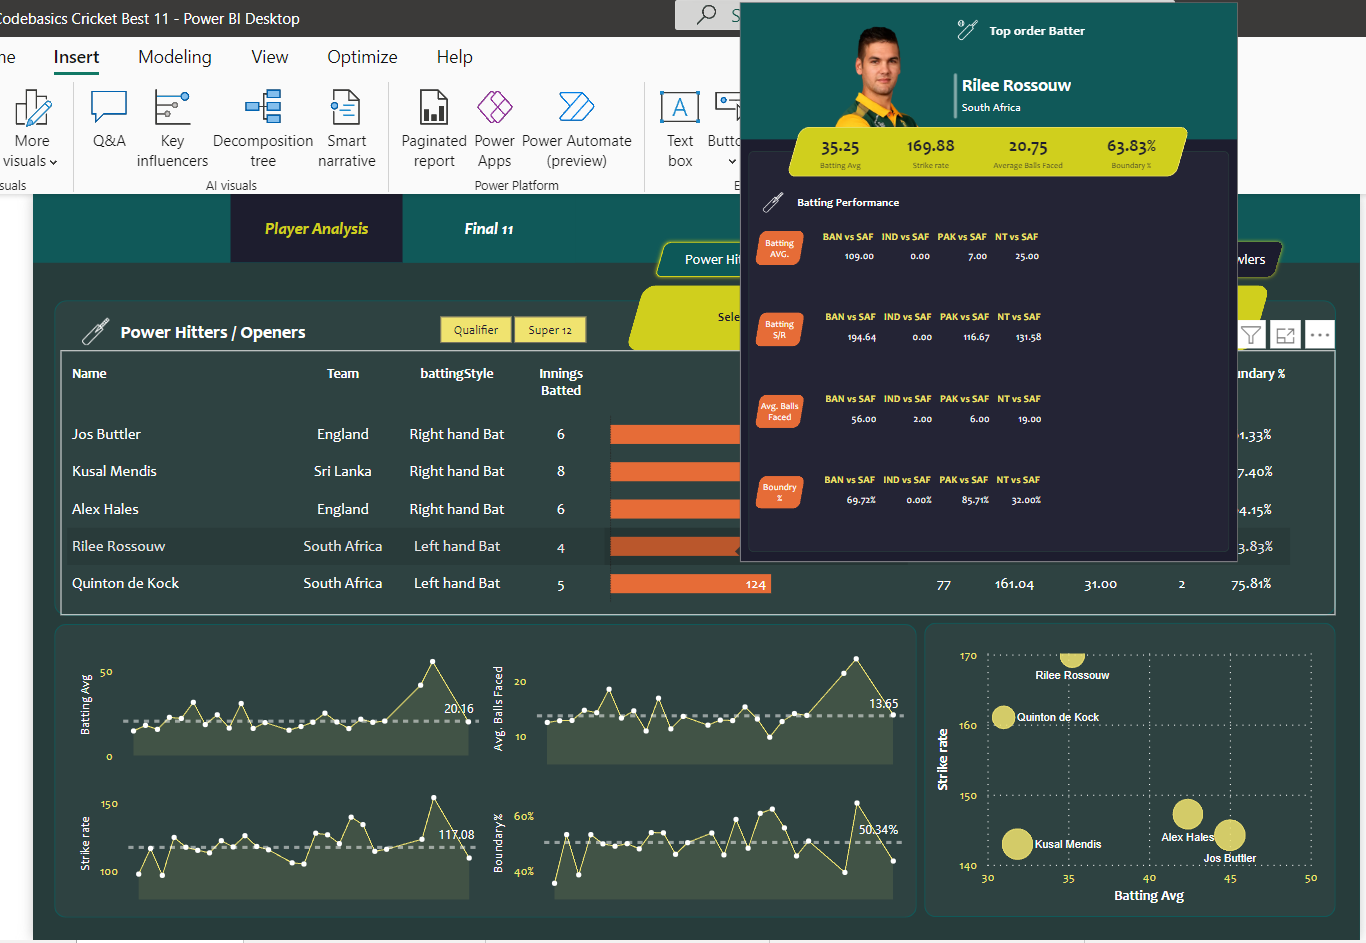 Codebasics Cricket Best 11 - Power BI Desktop
Insert
Modeling
View
Optimize
Help
More
visuals
Q&A
Key
influencers
Decomposition
tree
Smart
narrative
AI visuals
Paginated
report
Power
Apps
Power Automate
(preview)
Power Platform
Text
box
Top order Batter
Rilee Rossouw
South Africa
35.25
Batting Avg
169.88
Strike rate
20.75
Average Balls Faced
63.83%
Boundary %
Batting Performance
Batting
AVG.
BAN vs SAF IND vs SAF PAK vs SAF NT vs SAF
109.00 0.00 7.00 25.00
Batting
S/R
BAN vs SAF IND vs SAF PAK vs SAF NT vs SAF
194.64 0.00 116.67 131.58
Avg. Balls
Faced
BAN vs SAF IND vs SAF PAK vs SAF NT vs SAF
56.00 2.00 6.00 19.00
Boundry
%
BAN vs SAF IND vs SAF PAK vs SAF NT vs SAF
69.72% 0.00% 85.71% 32.00%
Player Analysis
Final 11
Power Hit
wlers
Sele
Power Hitters / Openers
Qualifier
Super 12
Name Team battingStyle Innings
Batted
undary %
Jos Buttler England Right hand Bat 6 1.33%
Kusal Mendis Sri Lanka Right hand Bat 8 7.40%
Alex Hales England Right hand Bat 6 4.15%
Rilee Rossouw South Africa Left hand Bat 4 3.83%
Quinton de Kock South Africa Left hand Bat 5 124 77 161.04 31.00 2 75.81%
Batting Avg
50
0
20.16
Avg. Balls Faced
20
10
13.65
Strike rate
150
100
117.08
Boundary %
60%
40%
50.34%
Strike rate
170
160
150
140
Rilee Rossouw
Quinton de Kock
Alex Hales
Kusal Mendis
Jos Buttler
30 35 40 45 50
Batting Avg